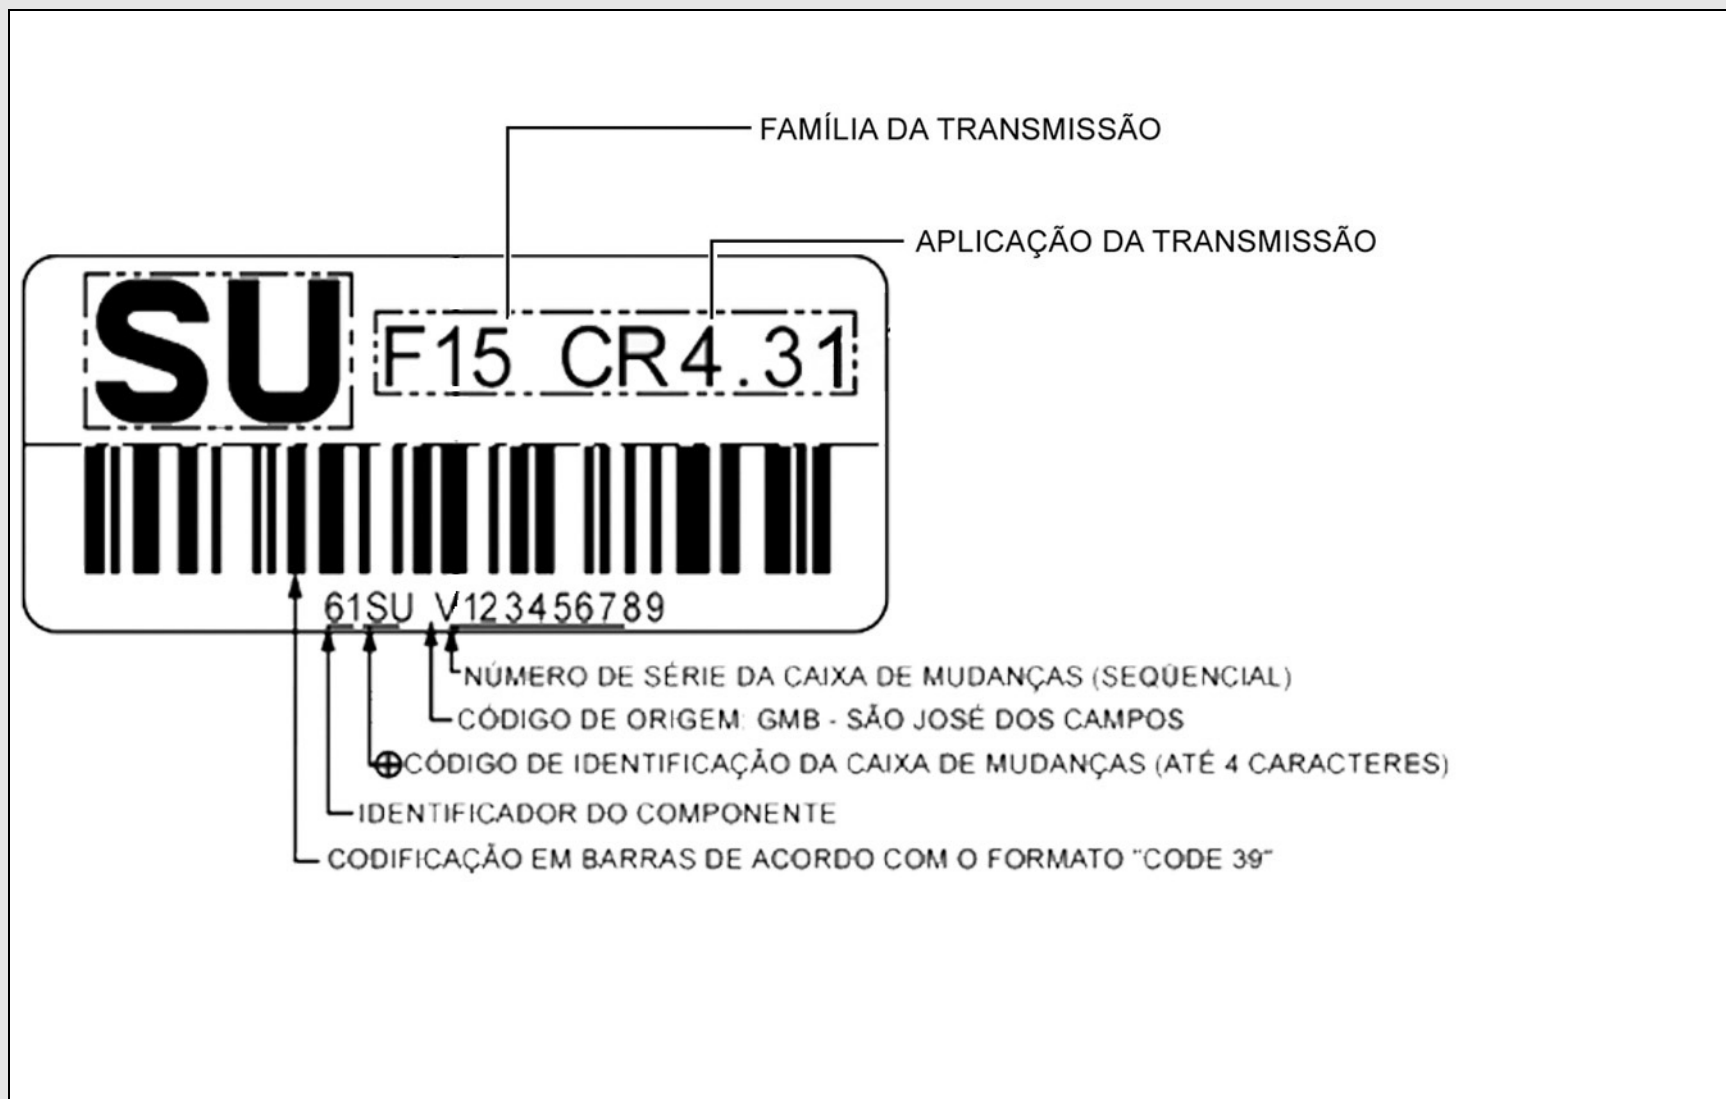 FAMÍLIA DA TRANSMISSÃO
APLICAÇÃO DA TRANSMISSÃO
SU F15 CR4.31
61SU V123456789
NÚMERO DE SÉRIE DA CAIXA DE MUDANÇAS (SEQÜENCIAL)
CÓDIGO DE ORIGEM: GMB - SÃO JOSÉ DOS CAMPOS
CÓDIGO DE IDENTIFICAÇÃO DA CAIXA DE MUDANÇAS (ATÉ 4 CARACTERES)
IDENTIFICADOR DO COMPONENTE
CODIFICAÇÃO EM BARRAS DE ACORDO COM O FORMATO "CODE 39"